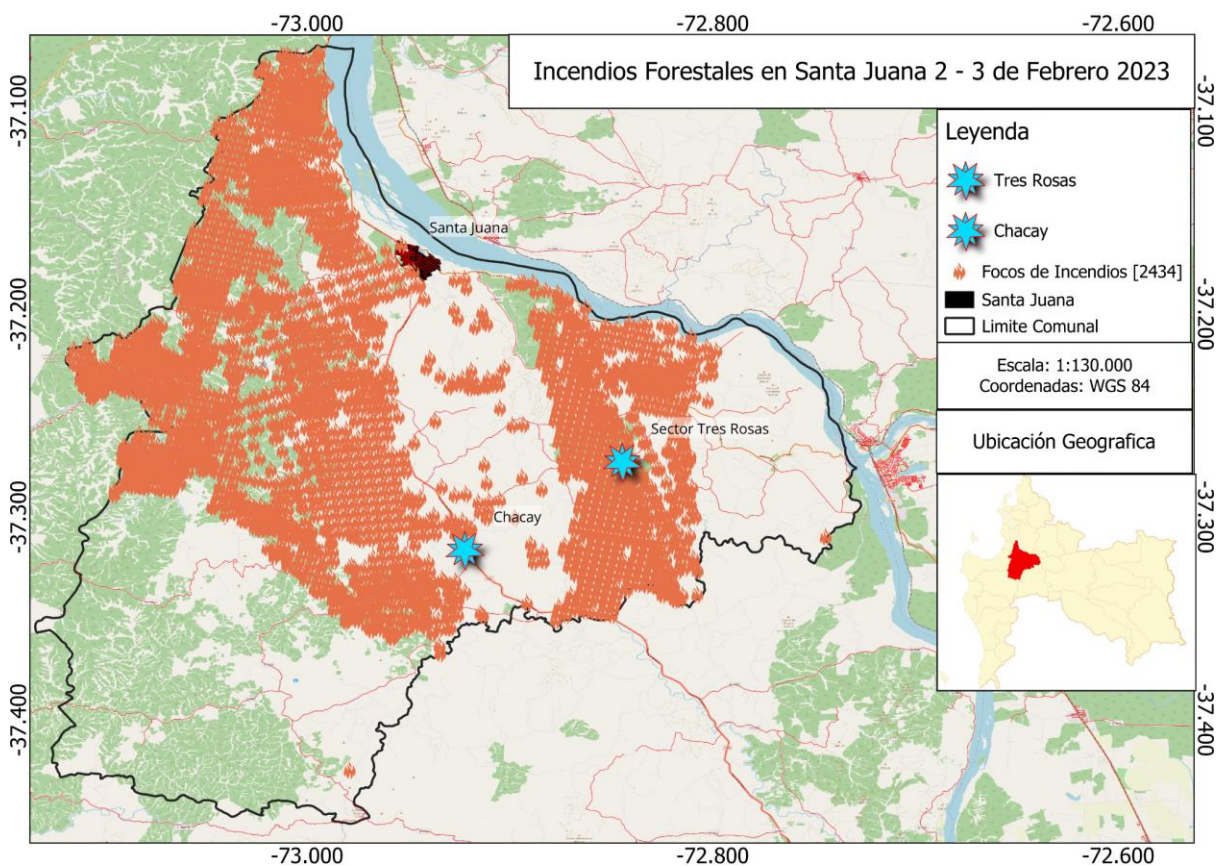 -73.000
-72.800
-72.600
Incendios Forestales en Santa Juana 2 - 3 de Febrero 2023
-37.100
-37.100
Leyenda
Tres Rosas
Chacay
Focos de Incendios [2434]
Santa Juana
Limite Comunal
Santa Juana
-37.200
-37.200
Escala: 1:130.000
Coordenadas: WGS 84
Sector Tres Rosas
Ubicación Geografica
Chacay
-37.300
-37.300
-37.400
-37.400
-73.000
-72.800
-72.600